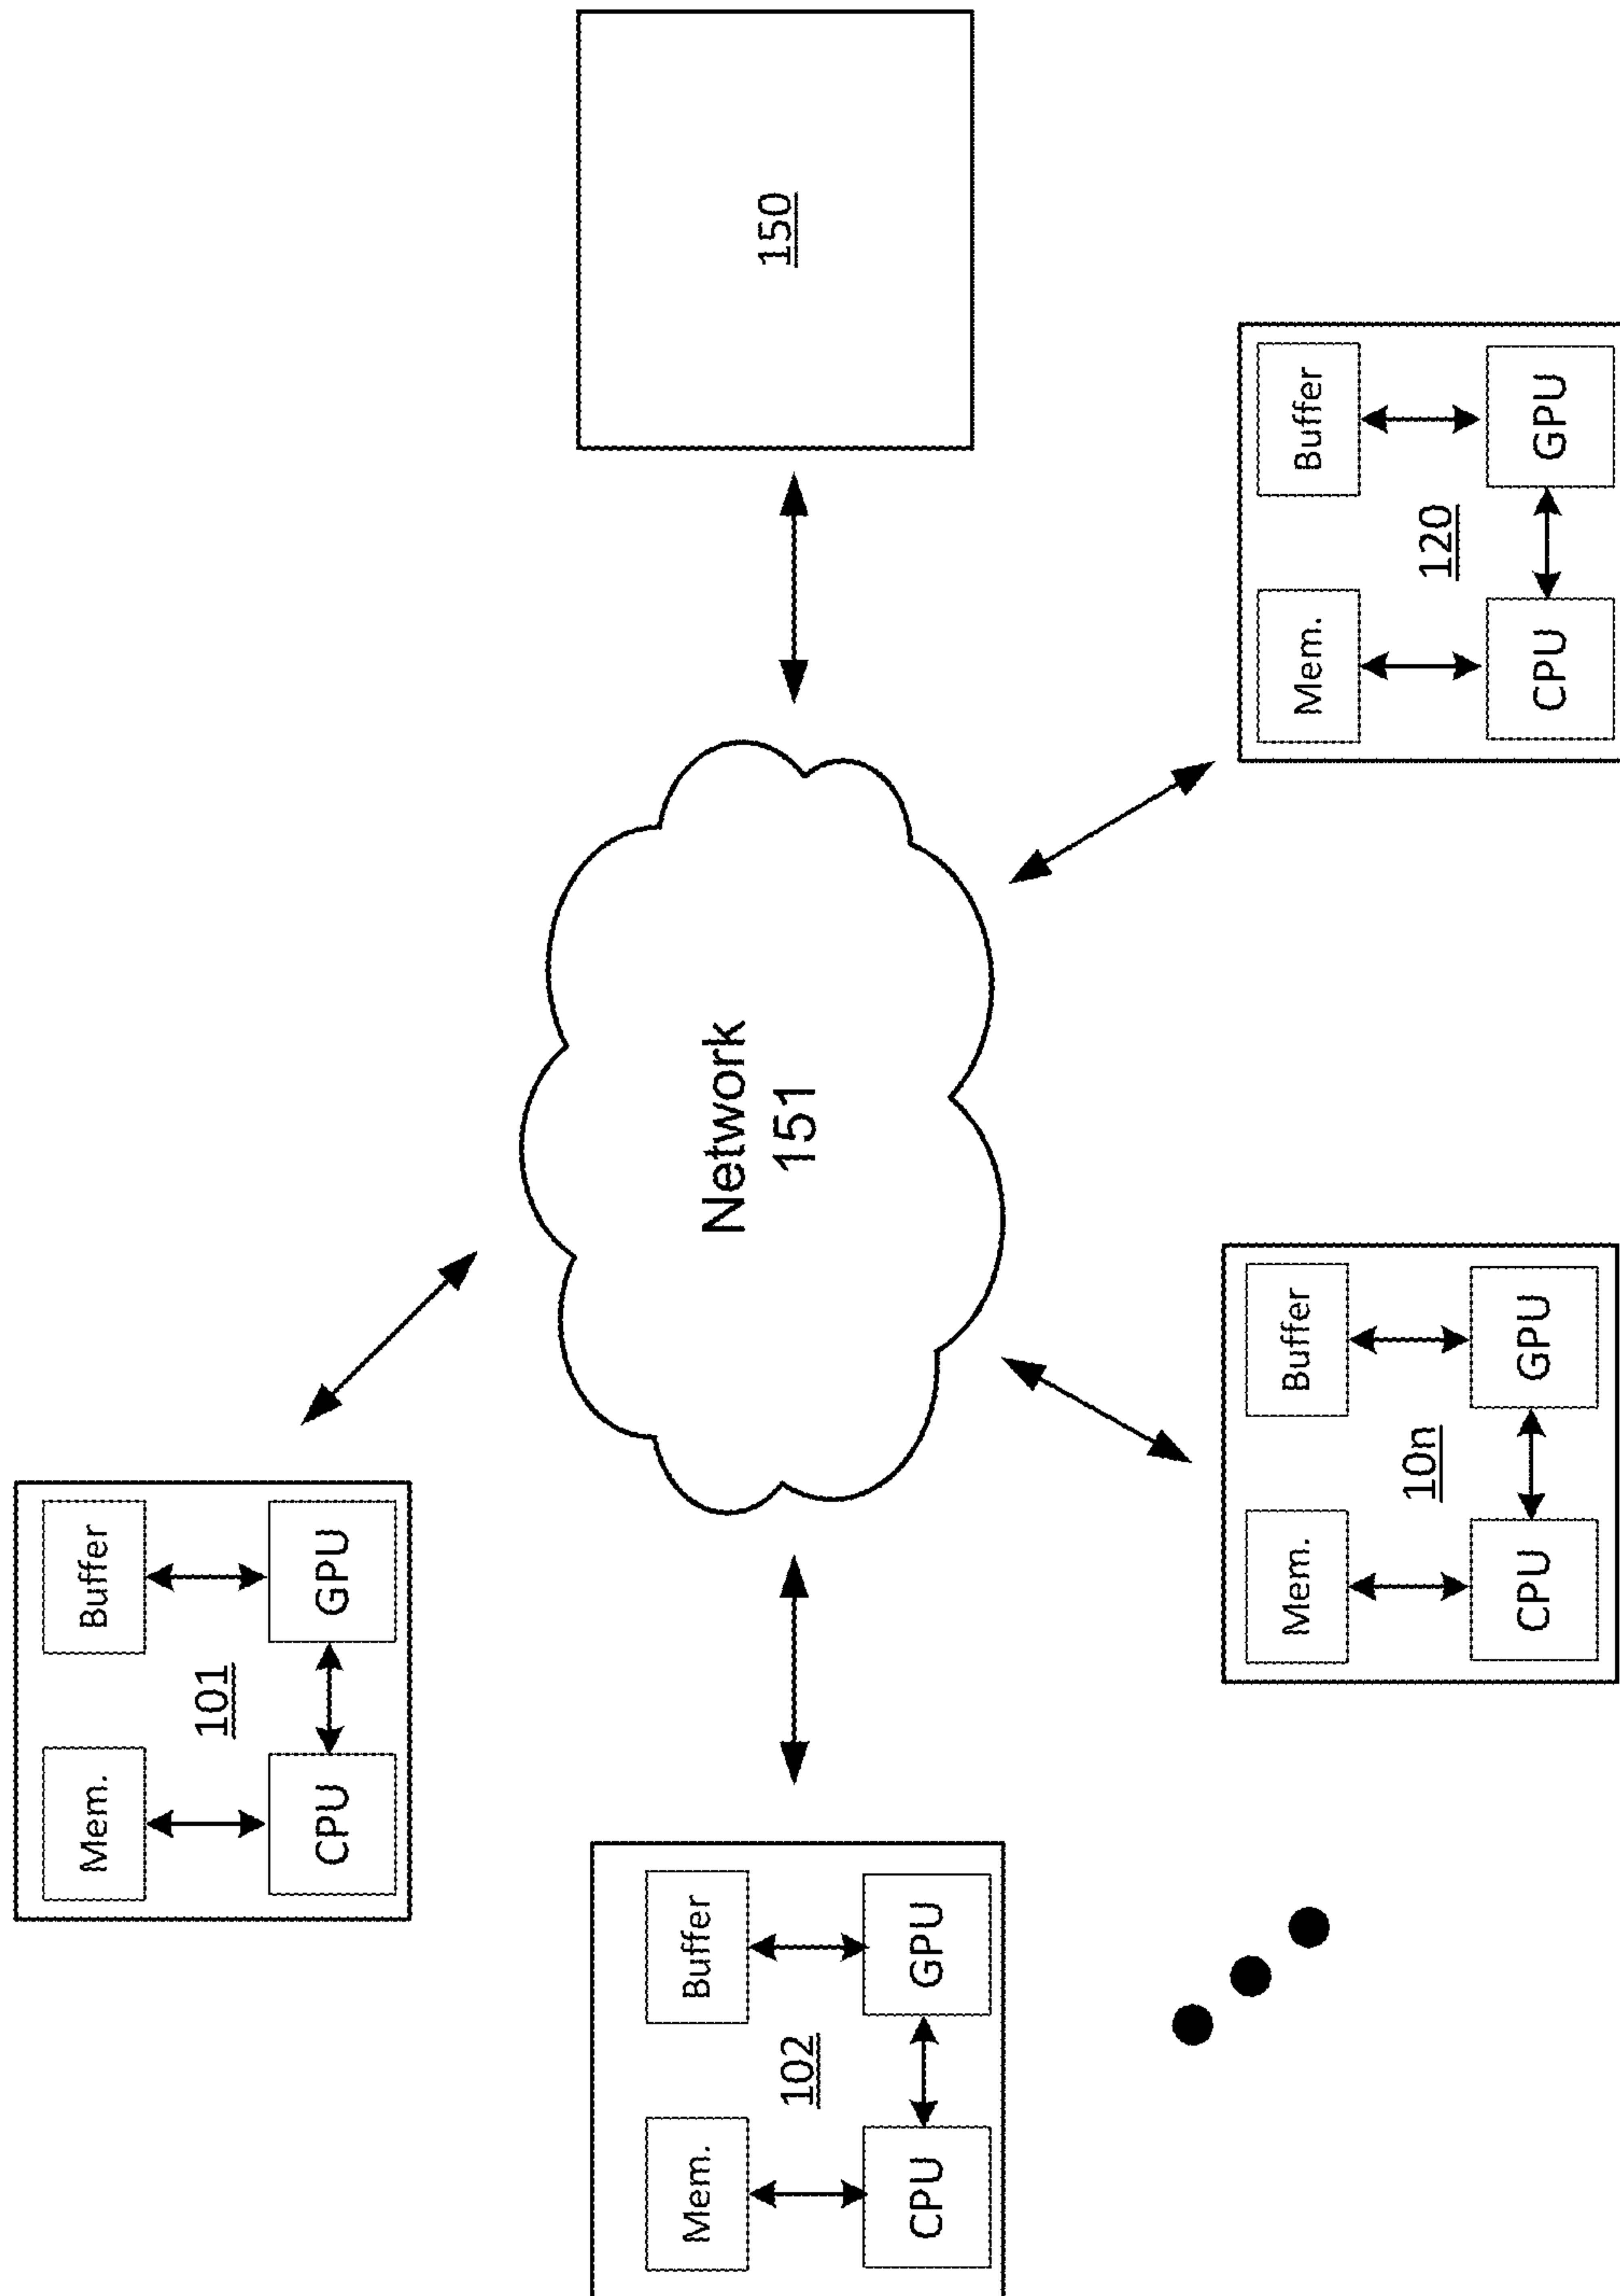 Mem.
Buffer
101
CPU
GPU
Mem.
Buffer
102
CPU
GPU
Network
151
150
Mem.
Buffer
10n
CPU
GPU
Mem.
Buffer
120
CPU
GPU